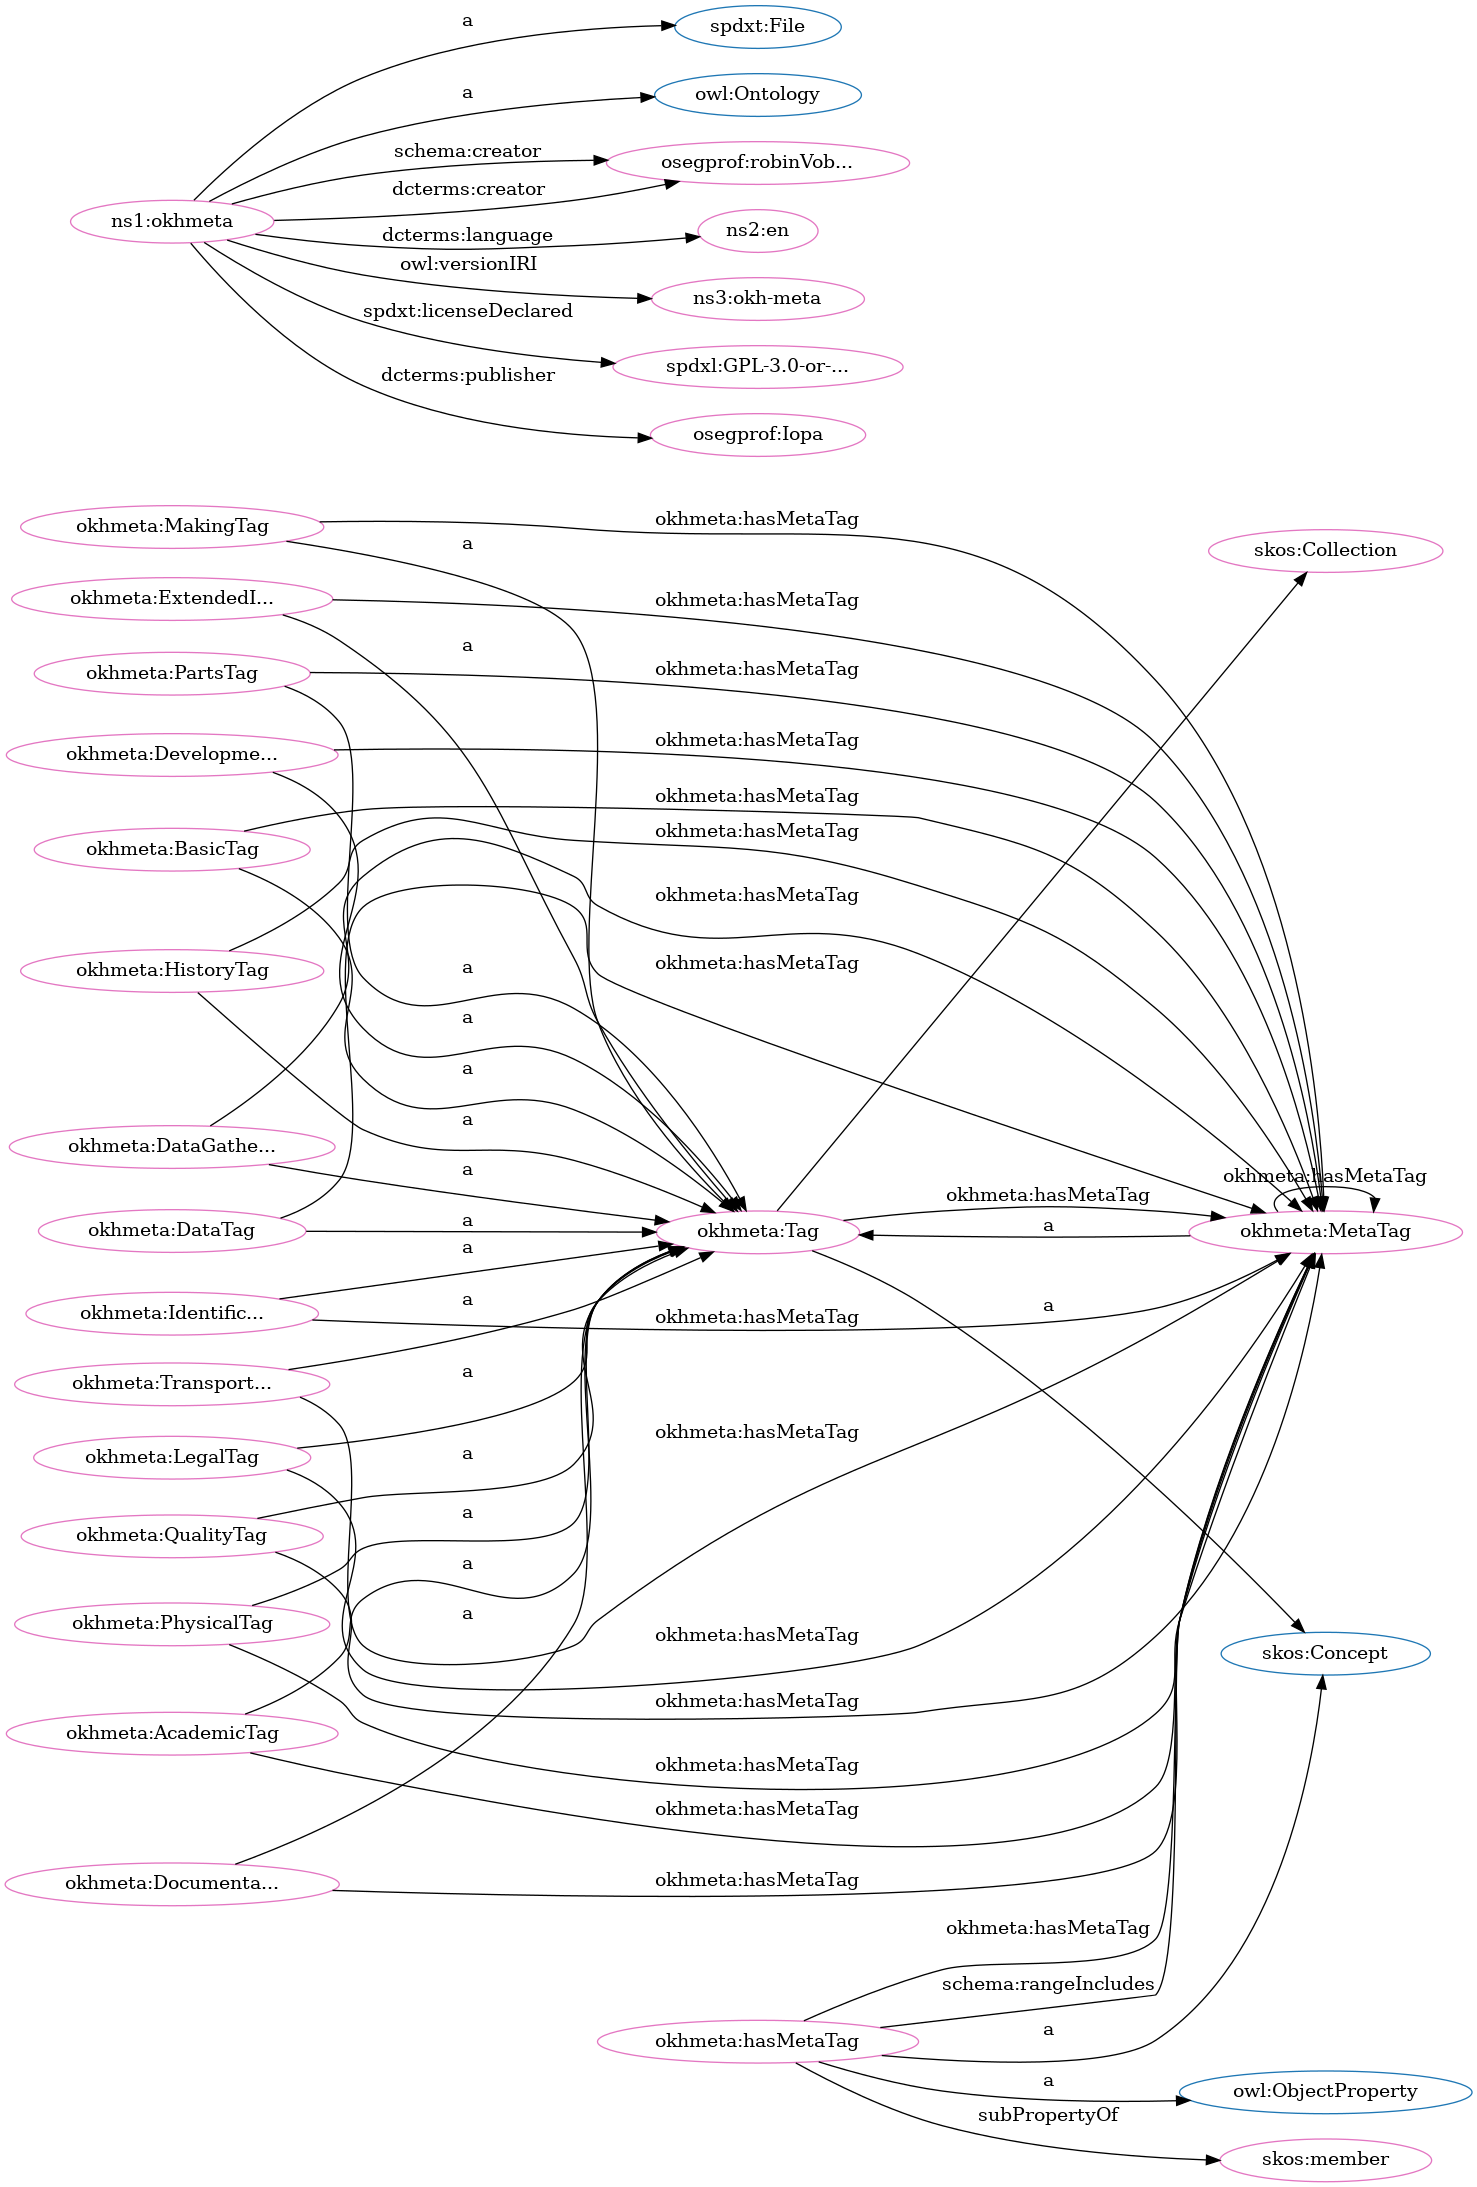 a
spdxt:File
a
owl:Ontology
schema:creator
osegprof:robinVob...
dcterms:creator
ns1:okhmeta
dcterms:language
ns2:en
owl:versionIRI
ns3:okh-meta
spdxt:licenseDeclared
spdxl:GPL-3.0-or-...
dcterms:publisher
osegprof:Iopa
okhmeta:MakingTag
okhmeta:hasMetaTag
a
skos:Collection
okhmeta:ExtendedI...
okhmeta:hasMetaTag
a
okhmeta:PartsTag
okhmeta:hasMetaTag
okhmeta:Developme...
okhmeta:hasMetaTag
okhmeta:hasMetaTag
okhmeta:BasicTag
okhmeta:hasMetaTag
okhmeta:hasMetaTag
okhmeta:HistoryTag
a
okhmeta:hasMetaTag
a
a
a
okhmeta:DataGathe...
a
okhmeta:hasMetaTag
okhmeta:hasMetaTag
okhmeta:DataTag
a
okhmeta:Tag
a
okhmeta:MetaTag
a
okhmeta:Identific...
a
okhmeta:hasMetaTag
a
okhmeta:Transport...
a
okhmeta:hasMetaTag
okhmeta:LegalTag
a
okhmeta:QualityTag
a
a
okhmeta:PhysicalTag
a
okhmeta:hasMetaTag
skos:Concept
okhmeta:hasMetaTag
okhmeta:AcademicTag
okhmeta:hasMetaTag
okhmeta:hasMetaTag
okhmeta:Documenta...
okhmeta:hasMetaTag
okhmeta:hasMetaTag
schema:rangeIncludes
okhmeta:hasMetaTag
a
a
owl:ObjectProperty
subPropertyOf
skos:member